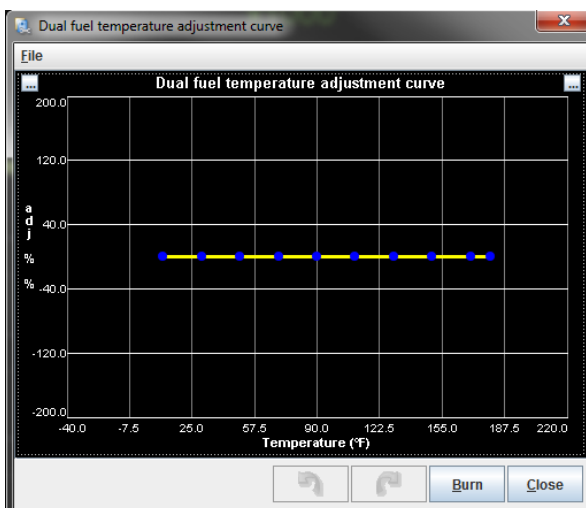 Dual fuel temperature adjustment curve
File
... Dual fuel temperature adjustment curve ...
200.0
120.0
40.0
-40.0
-120.0
-200.0
adj % %
-40.0 -7.5 25.0 57.5 90.0 122.5 155.0 187.5 220.0
Temperature (°F)
Burn Close